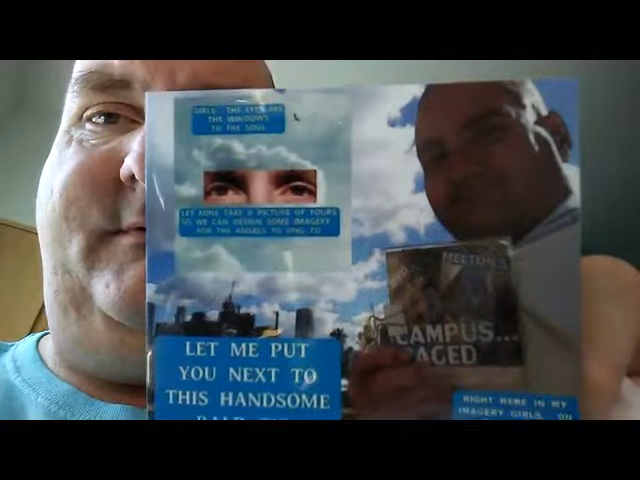 GIRLS.. THE EYES ARE
THE WINDOWS
TO THE SOUL
LET MINE TAKE A PICTURE OF YOURS
SO WE CAN DESIGN SOME IMAGERY
FOR THE ANGELS TO SING TO
MEETUP'S
CAMPUS...
LET ME PUT
YOU NEXT TO
THIS HANDSOME
RIGHT HERE IN MY
IMAGERY GIRLS, ON